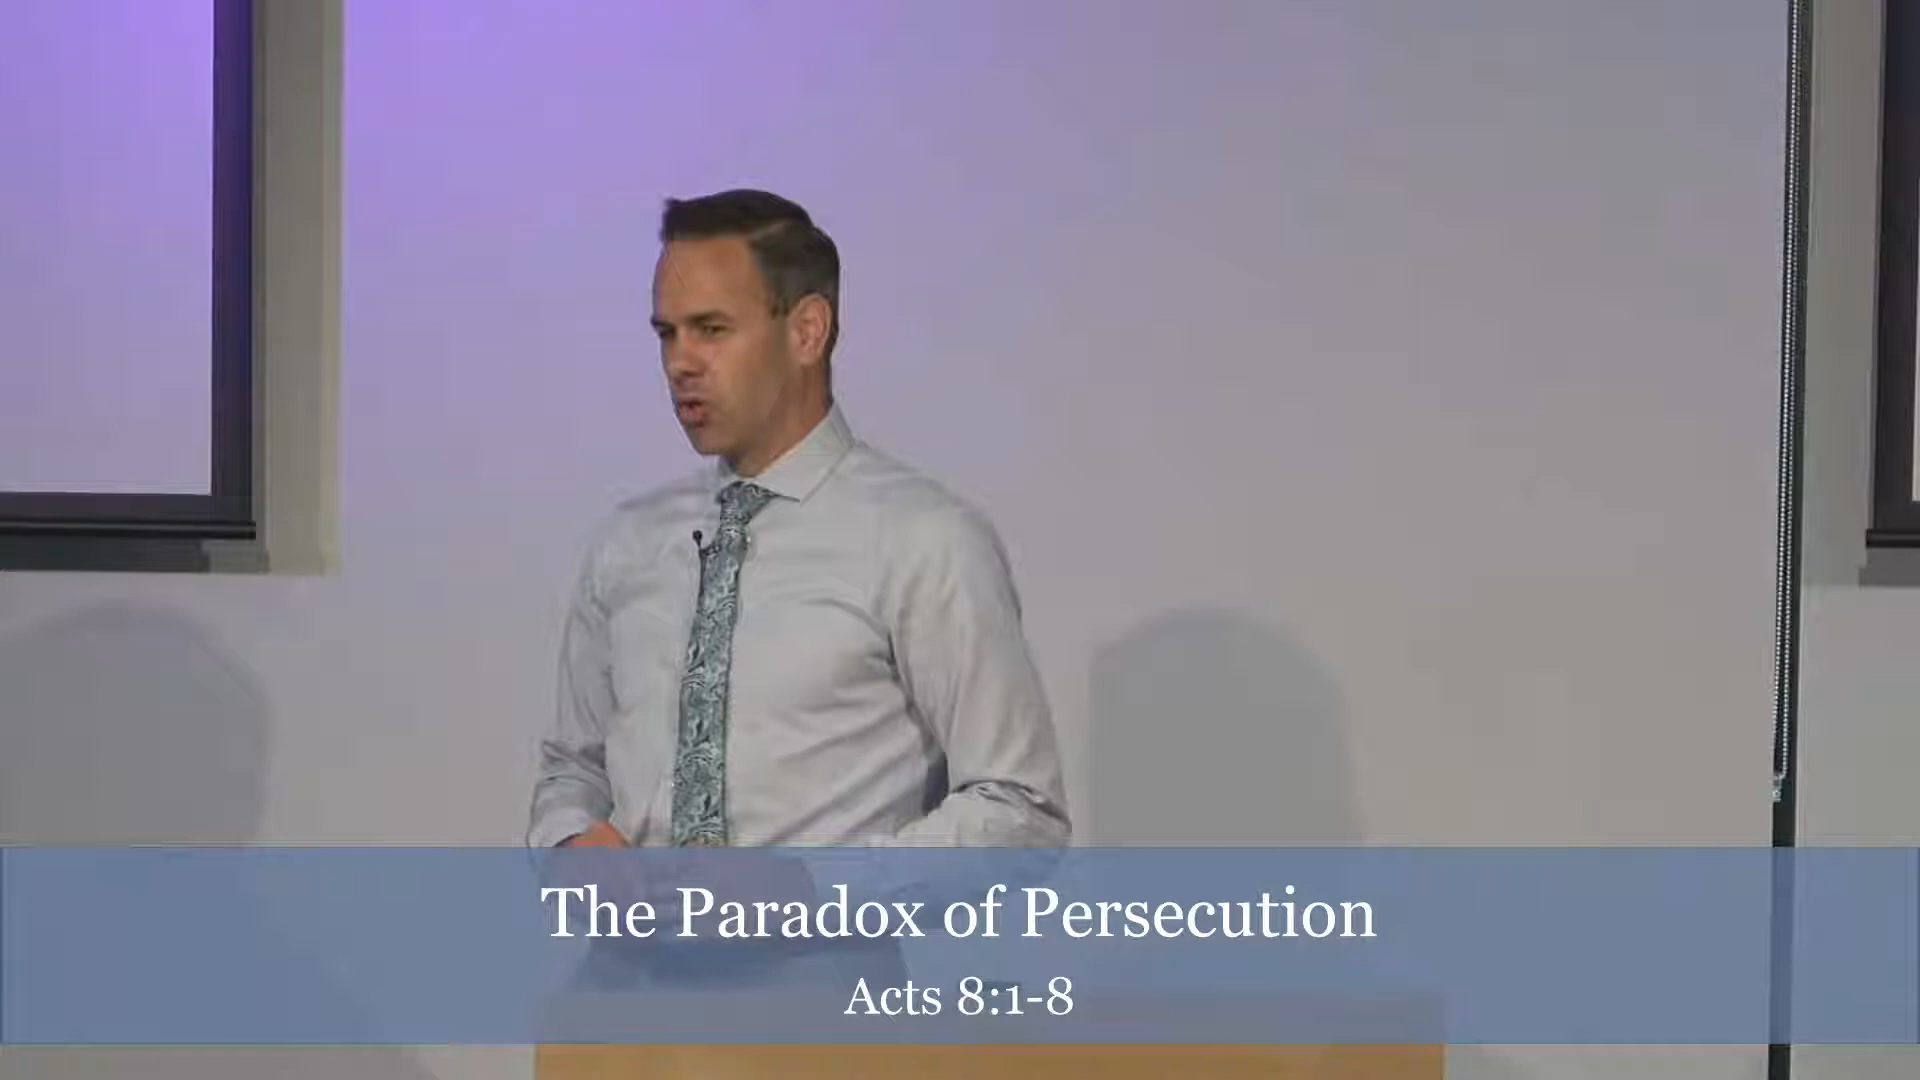 The Paradox of Persecution
Acts 8:1-8